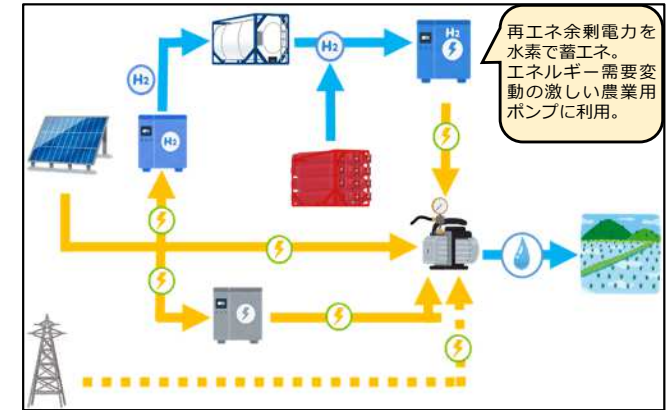 再エネ余剰電力を
水素で蓄エネ。
エネルギー需要変
動の激しい農業用
ポンプに利用。
H2
H2
H2
H2